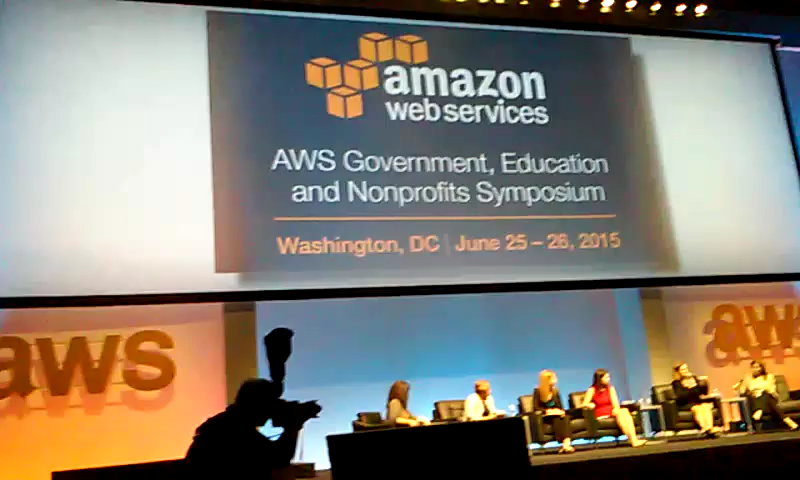 amazon
webservices
AWS Government, Education
and Nonprofits Symposium
Washington, DC | June 25 – 26, 2015
aws
aws